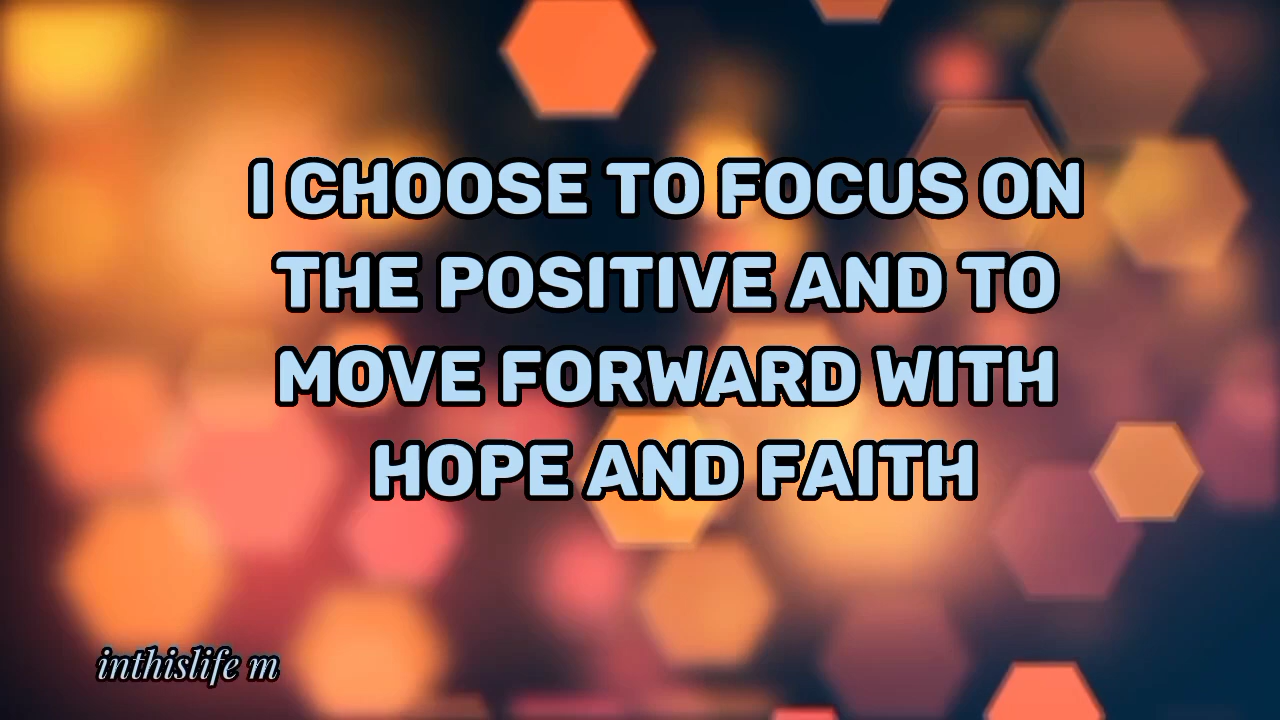 I CHOOSE TO FOCUS ON
THE POSITIVE AND TO
MOVE FORWARD WITH
HOPE AND FAITH
inthislife m